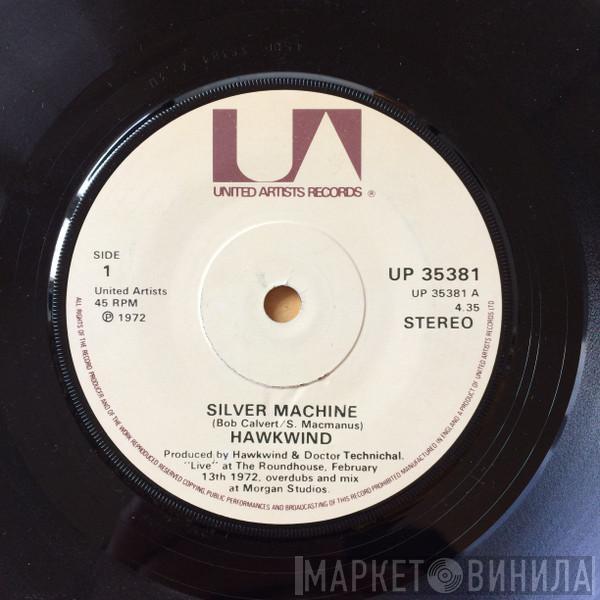 UA
UNITED ARTISTS RECORDS ®
SIDE
1
United Artists
45 RPM
℗ 1972
UP 35381
UP 35381 A
4.35
STEREO
SILVER MACHINE
(Bob Calvert/S. Macmanus)
HAWKWIND
Produced by Hawkwind & Doctor Technichal.
"Live" at The Roundhouse, February
13th 1972, overdubs and mix
at Morgan Studios.
ALL RIGHTS OF THE RECORD PRODUCER AND OF THE WORK REPRODUCED RESERVED COPYING, PUBLIC PERFORMANCES AND BROADCASTING OF THIS RECORD PROHIBITED MANUFACTURED IN ENGLAND A PRODUCT OF UNITED ARTISTS RECORDS LTD
МАРКЕТ ВИНИЛА